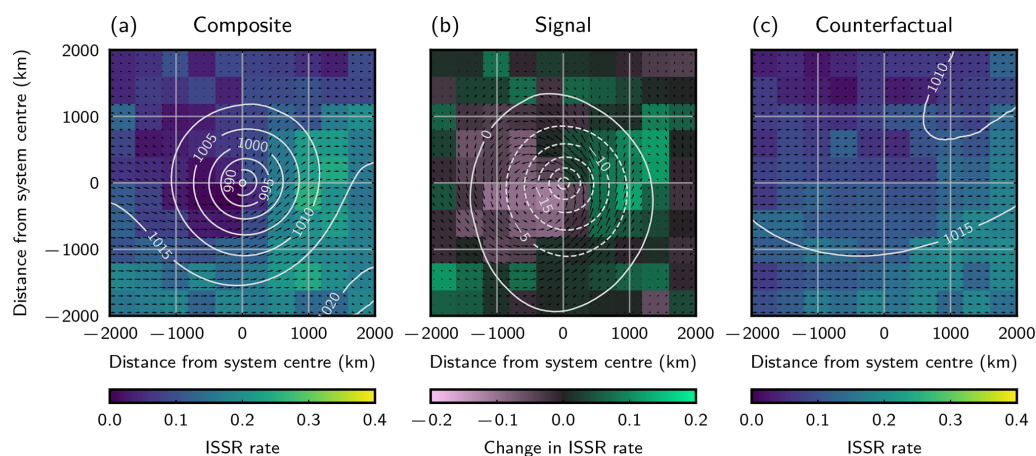 (a) Composite
(b) Signal
(c) Counterfactual
Distance from system centre (km)
2000
1000
0
−1000
−2000
1005
1000
990
995
1010
1015
1020
0
10
15
5
1010
1015
−2000 −1000 0 1000 2000
−2000 −1000 0 1000 2000
−2000 −1000 0 1000 2000
Distance from system centre (km)
Distance from system centre (km)
Distance from system centre (km)
0.0 0.1 0.2 0.3 0.4
−0.2 −0.1 0.0 0.1 0.2
0.0 0.1 0.2 0.3 0.4
ISSR rate
Change in ISSR rate
ISSR rate